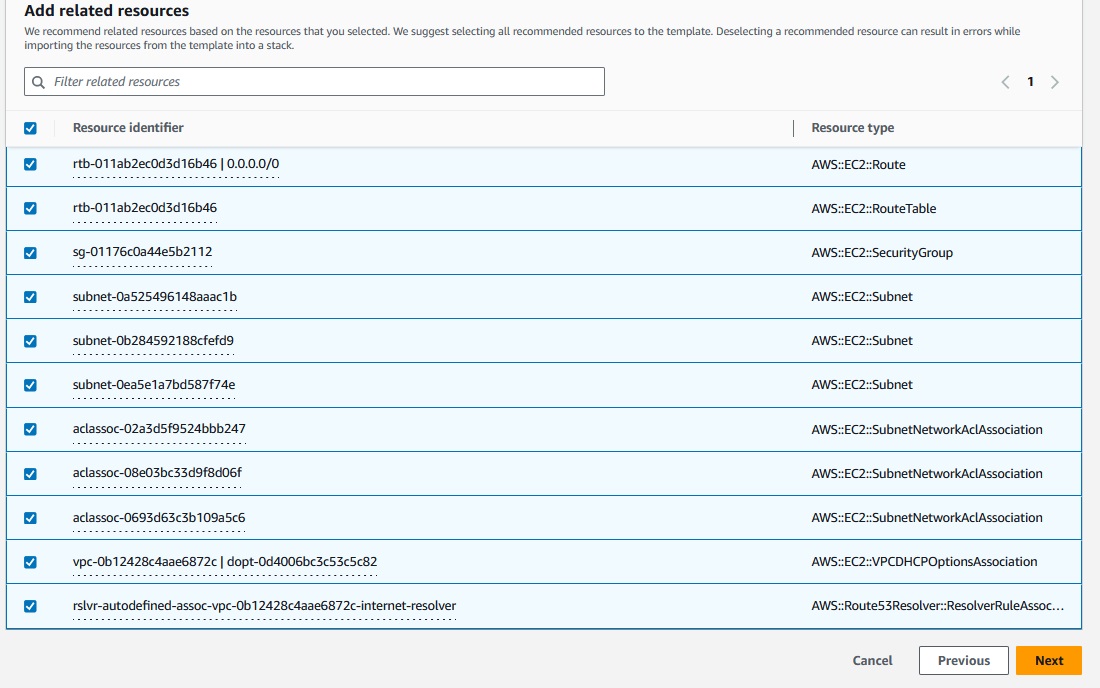 Add related resources
We recommend related resources based on the resources that you selected. We suggest selecting all recommended resources to the template. Deselecting a recommended resource can result in errors while
importing the resources from the template into a stack.
Filter related resources
1
Resource identifier
Resource type
rtb-011ab2ec0d3d16b46 | 0.0.0.0/0
AWS::EC2::Route
rtb-011ab2ec0d3d16b46
AWS::EC2::RouteTable
sg-01176c0a44e5b2112
AWS::EC2::SecurityGroup
subnet-0a525496148aaac1b
AWS::EC2::Subnet
subnet-0b284592188cfefd9
AWS::EC2::Subnet
subnet-0ea5e1a7bd587f74e
AWS::EC2::Subnet
aclassoc-02a3d5f9524bbb247
AWS::EC2::SubnetNetworkAclAssociation
aclassoc-08e03bc33d9f8d06f
AWS::EC2::SubnetNetworkAclAssociation
aclassoc-0693d63c3b109a5c6
AWS::EC2::SubnetNetworkAclAssociation
vpc-0b12428c4aae6872c | dopt-0d4006bc3c53c5c82
AWS::EC2::VPCDHCPOptionsAssociation
rslvr-autodefined-assoc-vpc-0b12428c4aae6872c-internet-resolver
AWS::Route53Resolver::ResolverRuleAssoc...
Cancel
Previous
Next